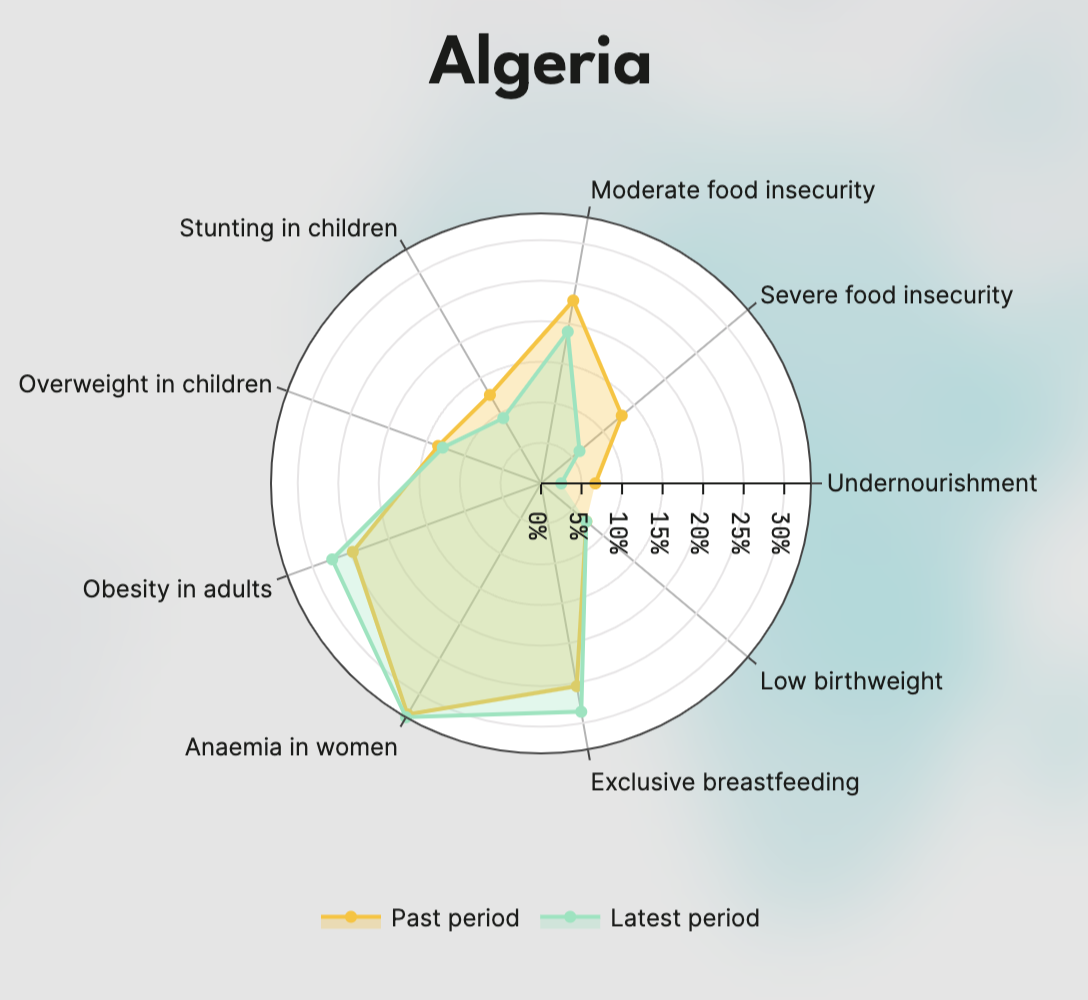 Algeria
Moderate food insecurity
Stunting in children
Severe food insecurity
Overweight in children
Undernourishment
0% 5% 10% 15% 20% 25% 30%
Obesity in adults
Low birthweight
Anaemia in women
Exclusive breastfeeding
Past period Latest period